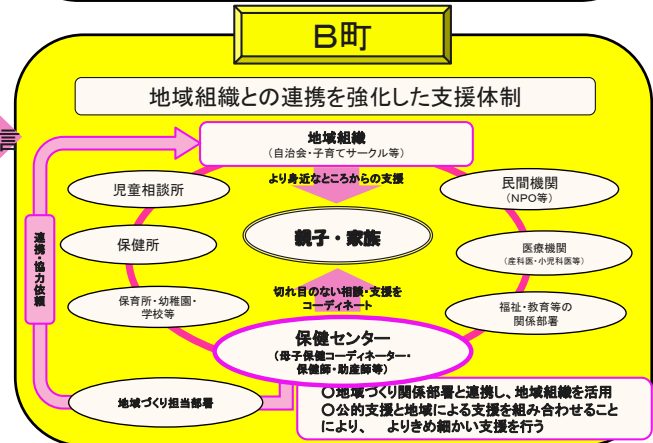 B町
地域組織との連携を強化した支援体制
言
地域組織
(自治会・子育てサークル等)
より身近なところからの支援
児童相談所
民間機関
(NPO等)
連携・協力依頼
保健所
親子・家族
医療機関
(産科医・小児科医等)
切れ目のない相談・支援を
コーディネート
保育所・幼稚園・
学校等
福祉・教育等の
関係部署
保健センター
(母子保健コーディネーター・
保健師・助産師等)
地域づくり担当部署
〇地域づくり関係部署と連携し、地域組織を活用
〇公的支援と地域による支援を組み合わせること
により、 よりきめ細かい支援を行う